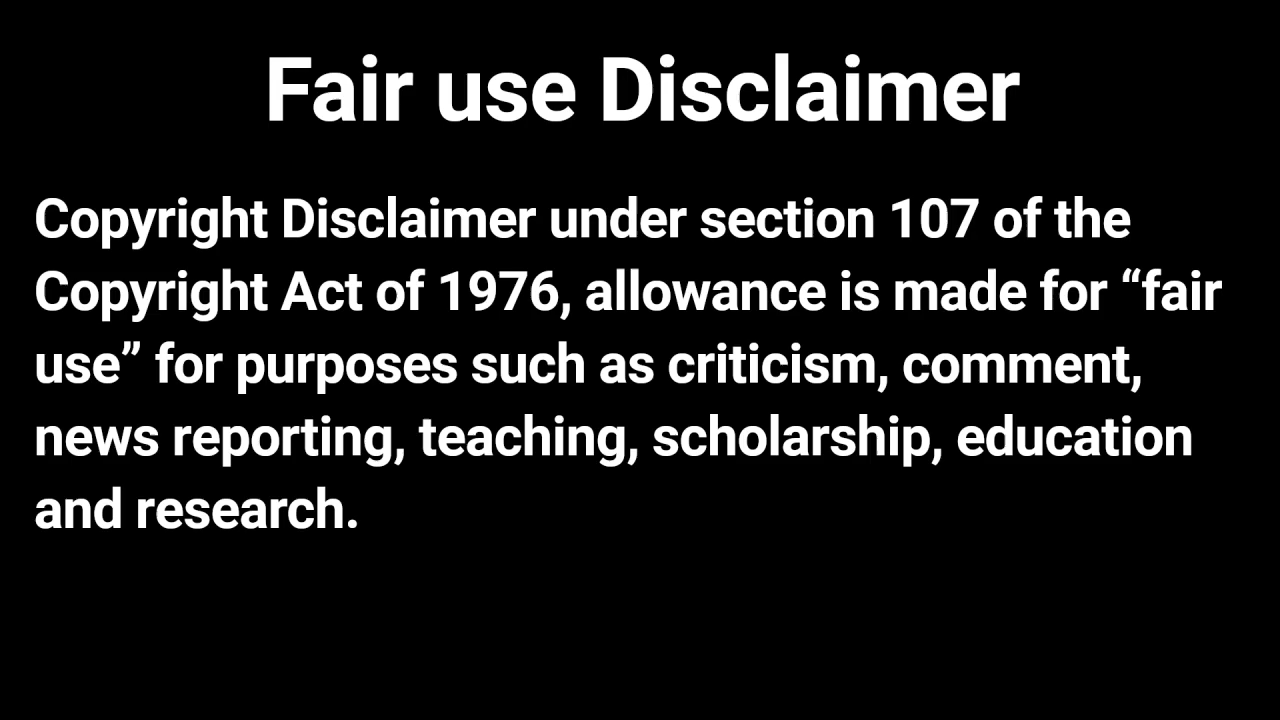 Fair use Disclaimer
Copyright Disclaimer under section 107 of the
Copyright Act of 1976, allowance is made for “fair
use” for purposes such as criticism, comment,
news reporting, teaching, scholarship, education
and research.